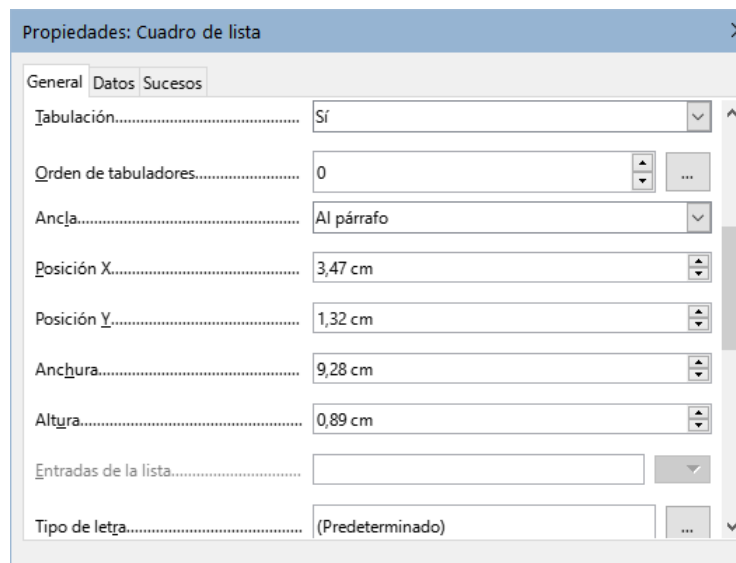 Propiedades: Cuadro de lista
General Datos Sucesos
Tabulación............................................ Sí
Orden de tabuladores......................... 0 ...
Ancla..................................................... Al párrafo
Posición X............................................. 3,47 cm
Posición Y............................................. 1,32 cm
Anchura................................................ 9,28 cm
Altura..................................................... 0,89 cm
Entradas de la lista...............................
Tipo de letra.......................................... (Predeterminado) ...